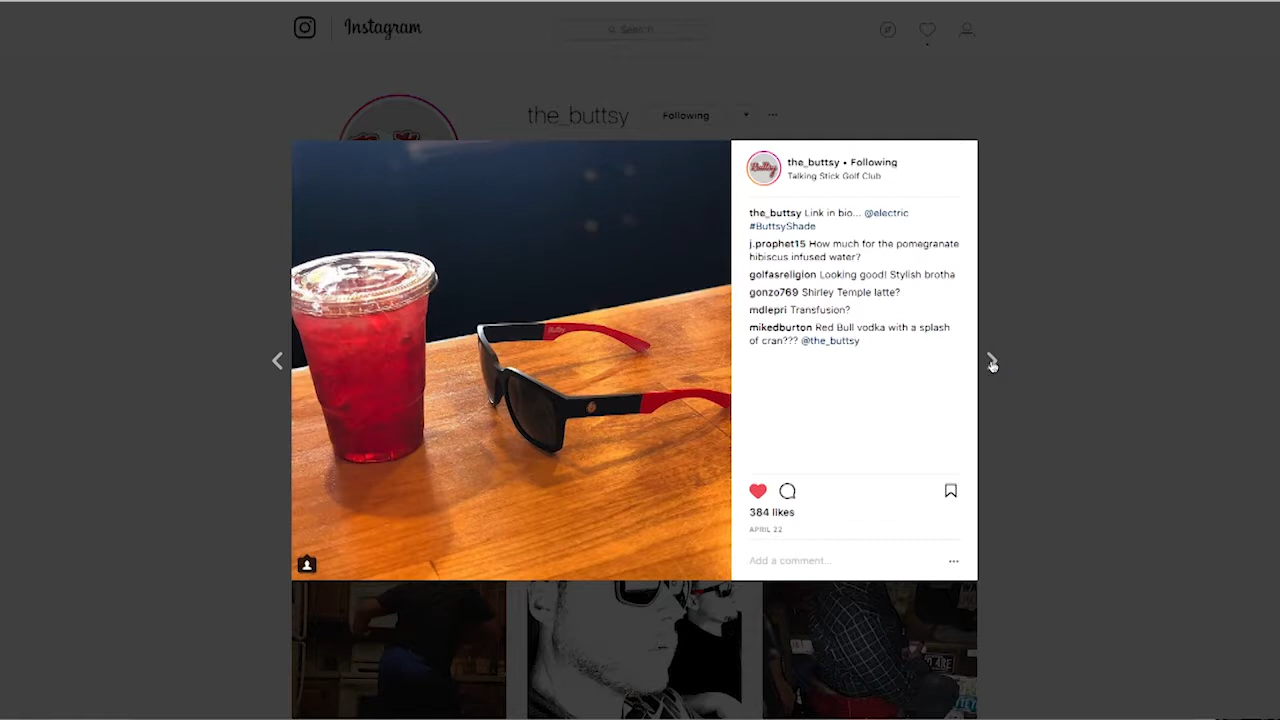 Instagram
Search
the_buttsy Following
the_buttsy • Following
Talking Stick Golf Club
the_buttsy Link in bio... @electric
#ButtsyShade
j.prophet15 How much for the pomegranate
hibiscus infused water?
golfasreligion Looking good! Stylish brotha
gonzo769 Shirley Temple latte?
mdlepri Transfusion?
mikedburton Red Bull vodka with a splash
of cran??? @the_buttsy
384 likes
APRIL 22
Add a comment...
Buttsy